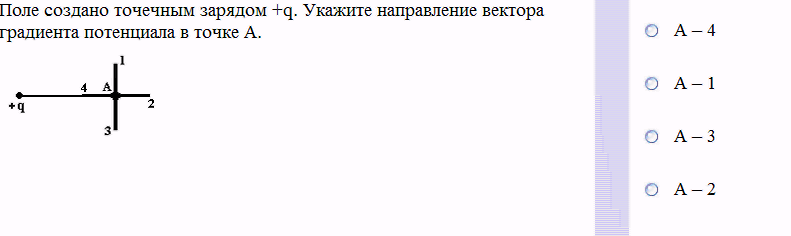 Поле создано точечным зарядом +q. Укажите направление вектора
градиента потенциала в точке А.
1
4 A
+q
2
3
А – 4
А – 1
А – 3
А – 2